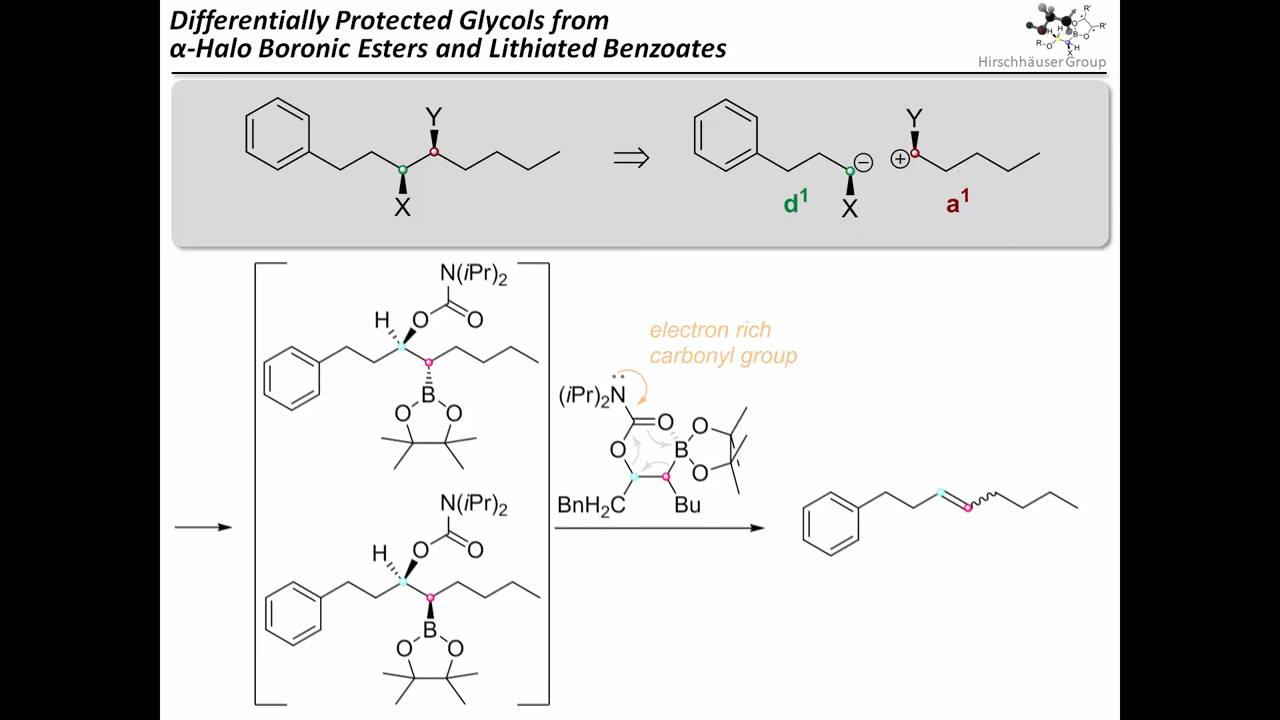 Differentially Protected Glycols from
α-Halo Boronic Esters and Lithiated Benzoates
R'
R'
O
B
O
H
H
R
O
H
X
Hirschhäuser Group
Y
X
⊖
⊕
Y
X
d¹
a¹
N(iPr)₂
H
O
O
B
O
O
electron rich
carbonyl group
(iPr)₂N
O
O
B
O
O
BnH₂C
Bu
N(iPr)₂
H
O
O
B
O
O